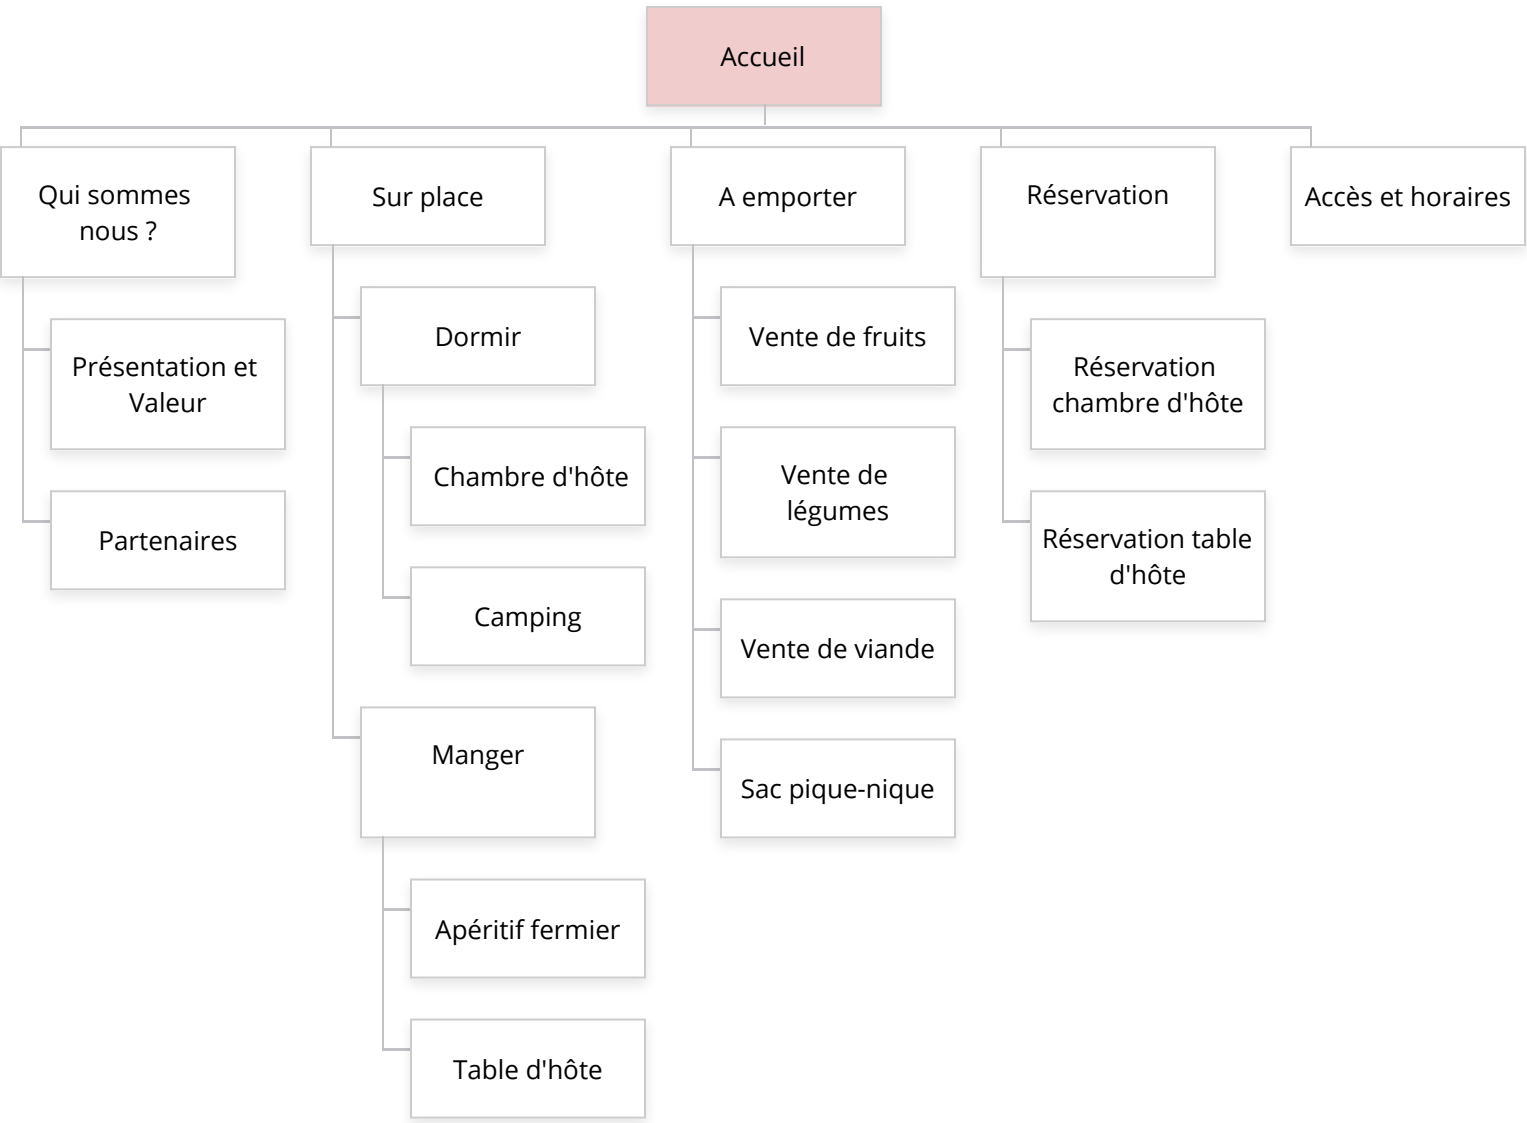 Accueil
Qui sommes
nous ?
Sur place
A emporter
Réservation
Accès et horaires
Présentation et
Valeur
Partenaires
Dormir
Chambre d'hôte
Camping
Manger
Apéritif fermier
Table d'hôte
Vente de fruits
Vente de
légumes
Vente de viande
Sac pique-nique
Réservation
chambre d'hôte
Réservation table
d'hôte